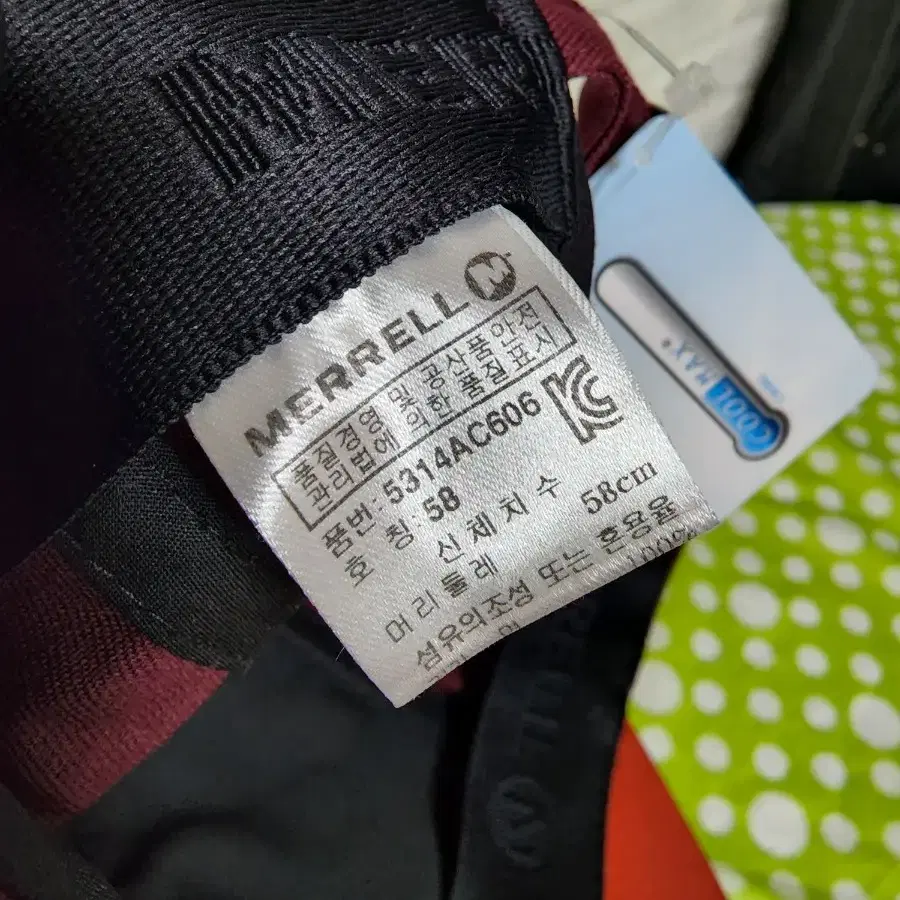 MERRELL
품질경영 및 공산품안전
관리법에 의한 품질표시
품번: 5314AC606
호 칭: 58
신체치수
머리둘레 58cm
섬유의조성 또는 혼용율
100%
COOLMAX®